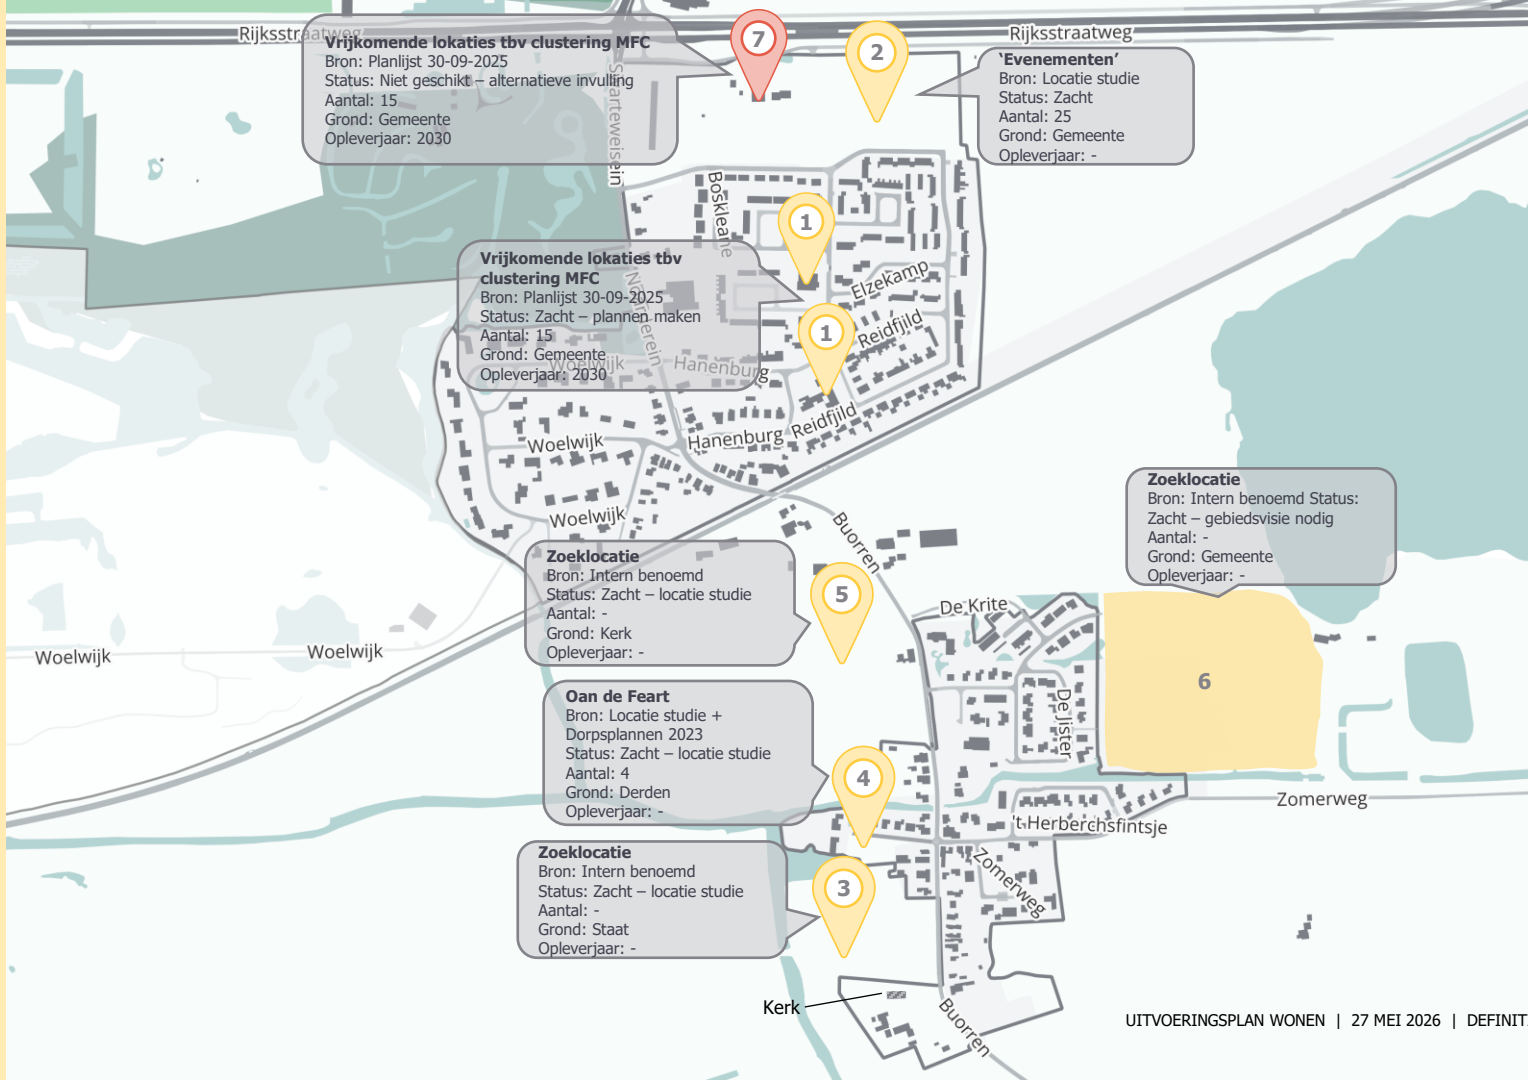 Rijksstraatweg
Rijksstraatweg
Vrijkomende lokaties tbv clustering MFC
Bron: Planlijst 30-09-2025
Status: Niet geschikt – alternatieve invulling
Aantal: 15
Grond: Gemeente
Opleverjaar: 2030
7
2
‘Evenementen’
Bron: Locatie studie
Status: Zacht
Aantal: 25
Grond: Gemeente
Opleverjaar: -
Boskleane
1
Vrijkomende lokaties tbv
clustering MFC
Bron: Planlijst 30-09-2025
Status: Zacht – plannen maken
Aantal: 15
Grond: Gemeente
Opleverjaar: 2030
Elzekamp
Reidfjild
1
Woelwijk
Hanenburg
Reidfjild
Hanenburg
Woelwijk
Woelwijk
Buorren
Zoeklocatie
Bron: Intern benoemd Status:
Zacht – gebiedsvisie nodig
Aantal: -
Grond: Gemeente
Opleverjaar: -
Zoeklocatie
Bron: Intern benoemd
Status: Zacht – locatie studie
Aantal: -
Grond: Kerk
Opleverjaar: -
5
De Krite
Woelwijk
Woelwijk
6
De Jister
Oan de Feart
Bron: Locatie studie +
Dorpsplannen 2023
Status: Zacht – locatie studie
Aantal: 4
Grond: Derden
Opleverjaar: -
4
Zomerweg
't Herberchsfintsje
Zomerweg
Zoeklocatie
Bron: Intern benoemd
Status: Zacht – locatie studie
Aantal: -
Grond: Staat
Opleverjaar: -
3
Kerk
Buorren
UITVOERINGSPLAN WONEN | 27 MEI 2026 | DEFINIT